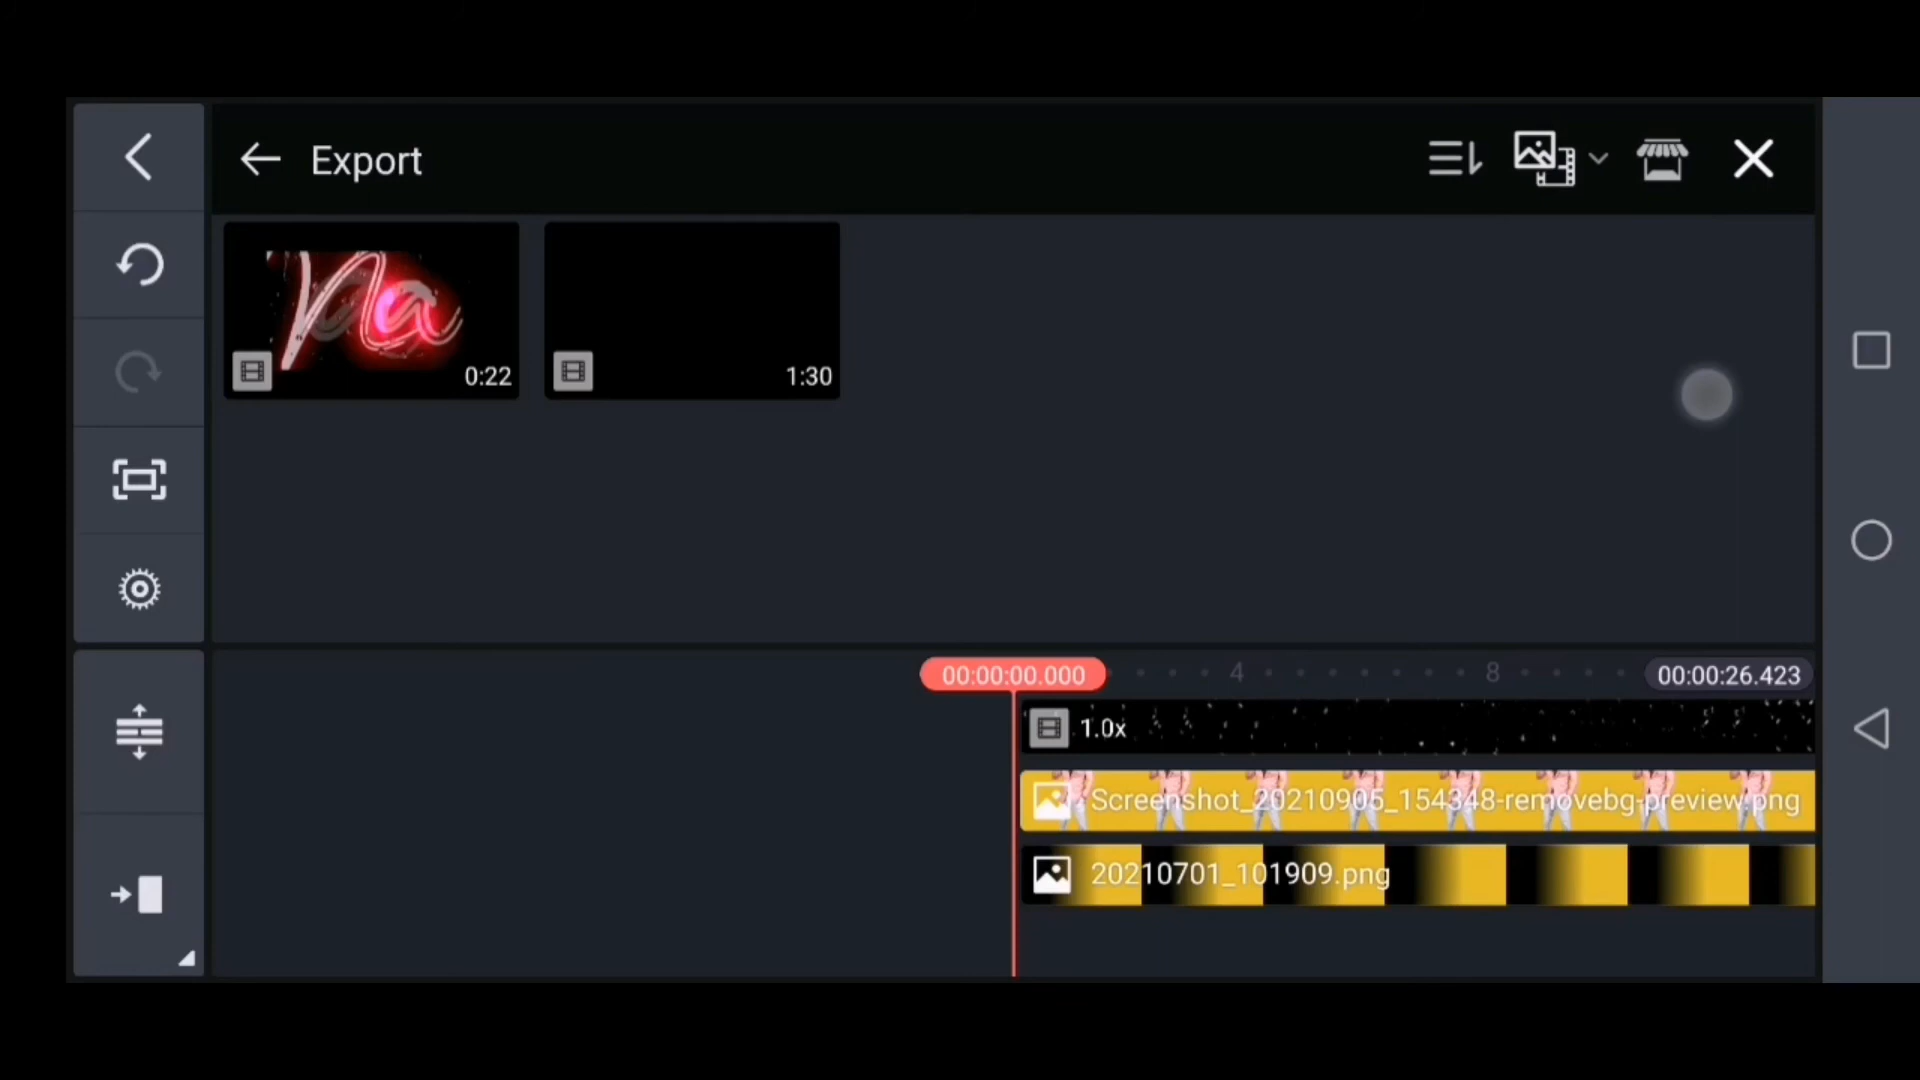 Export
na
0:22
1:30
00:00:00.000
4
8
00:00:26.423
1.0x
Screenshot_20210905_154348-removebg-preview.png
20210701_101909.png